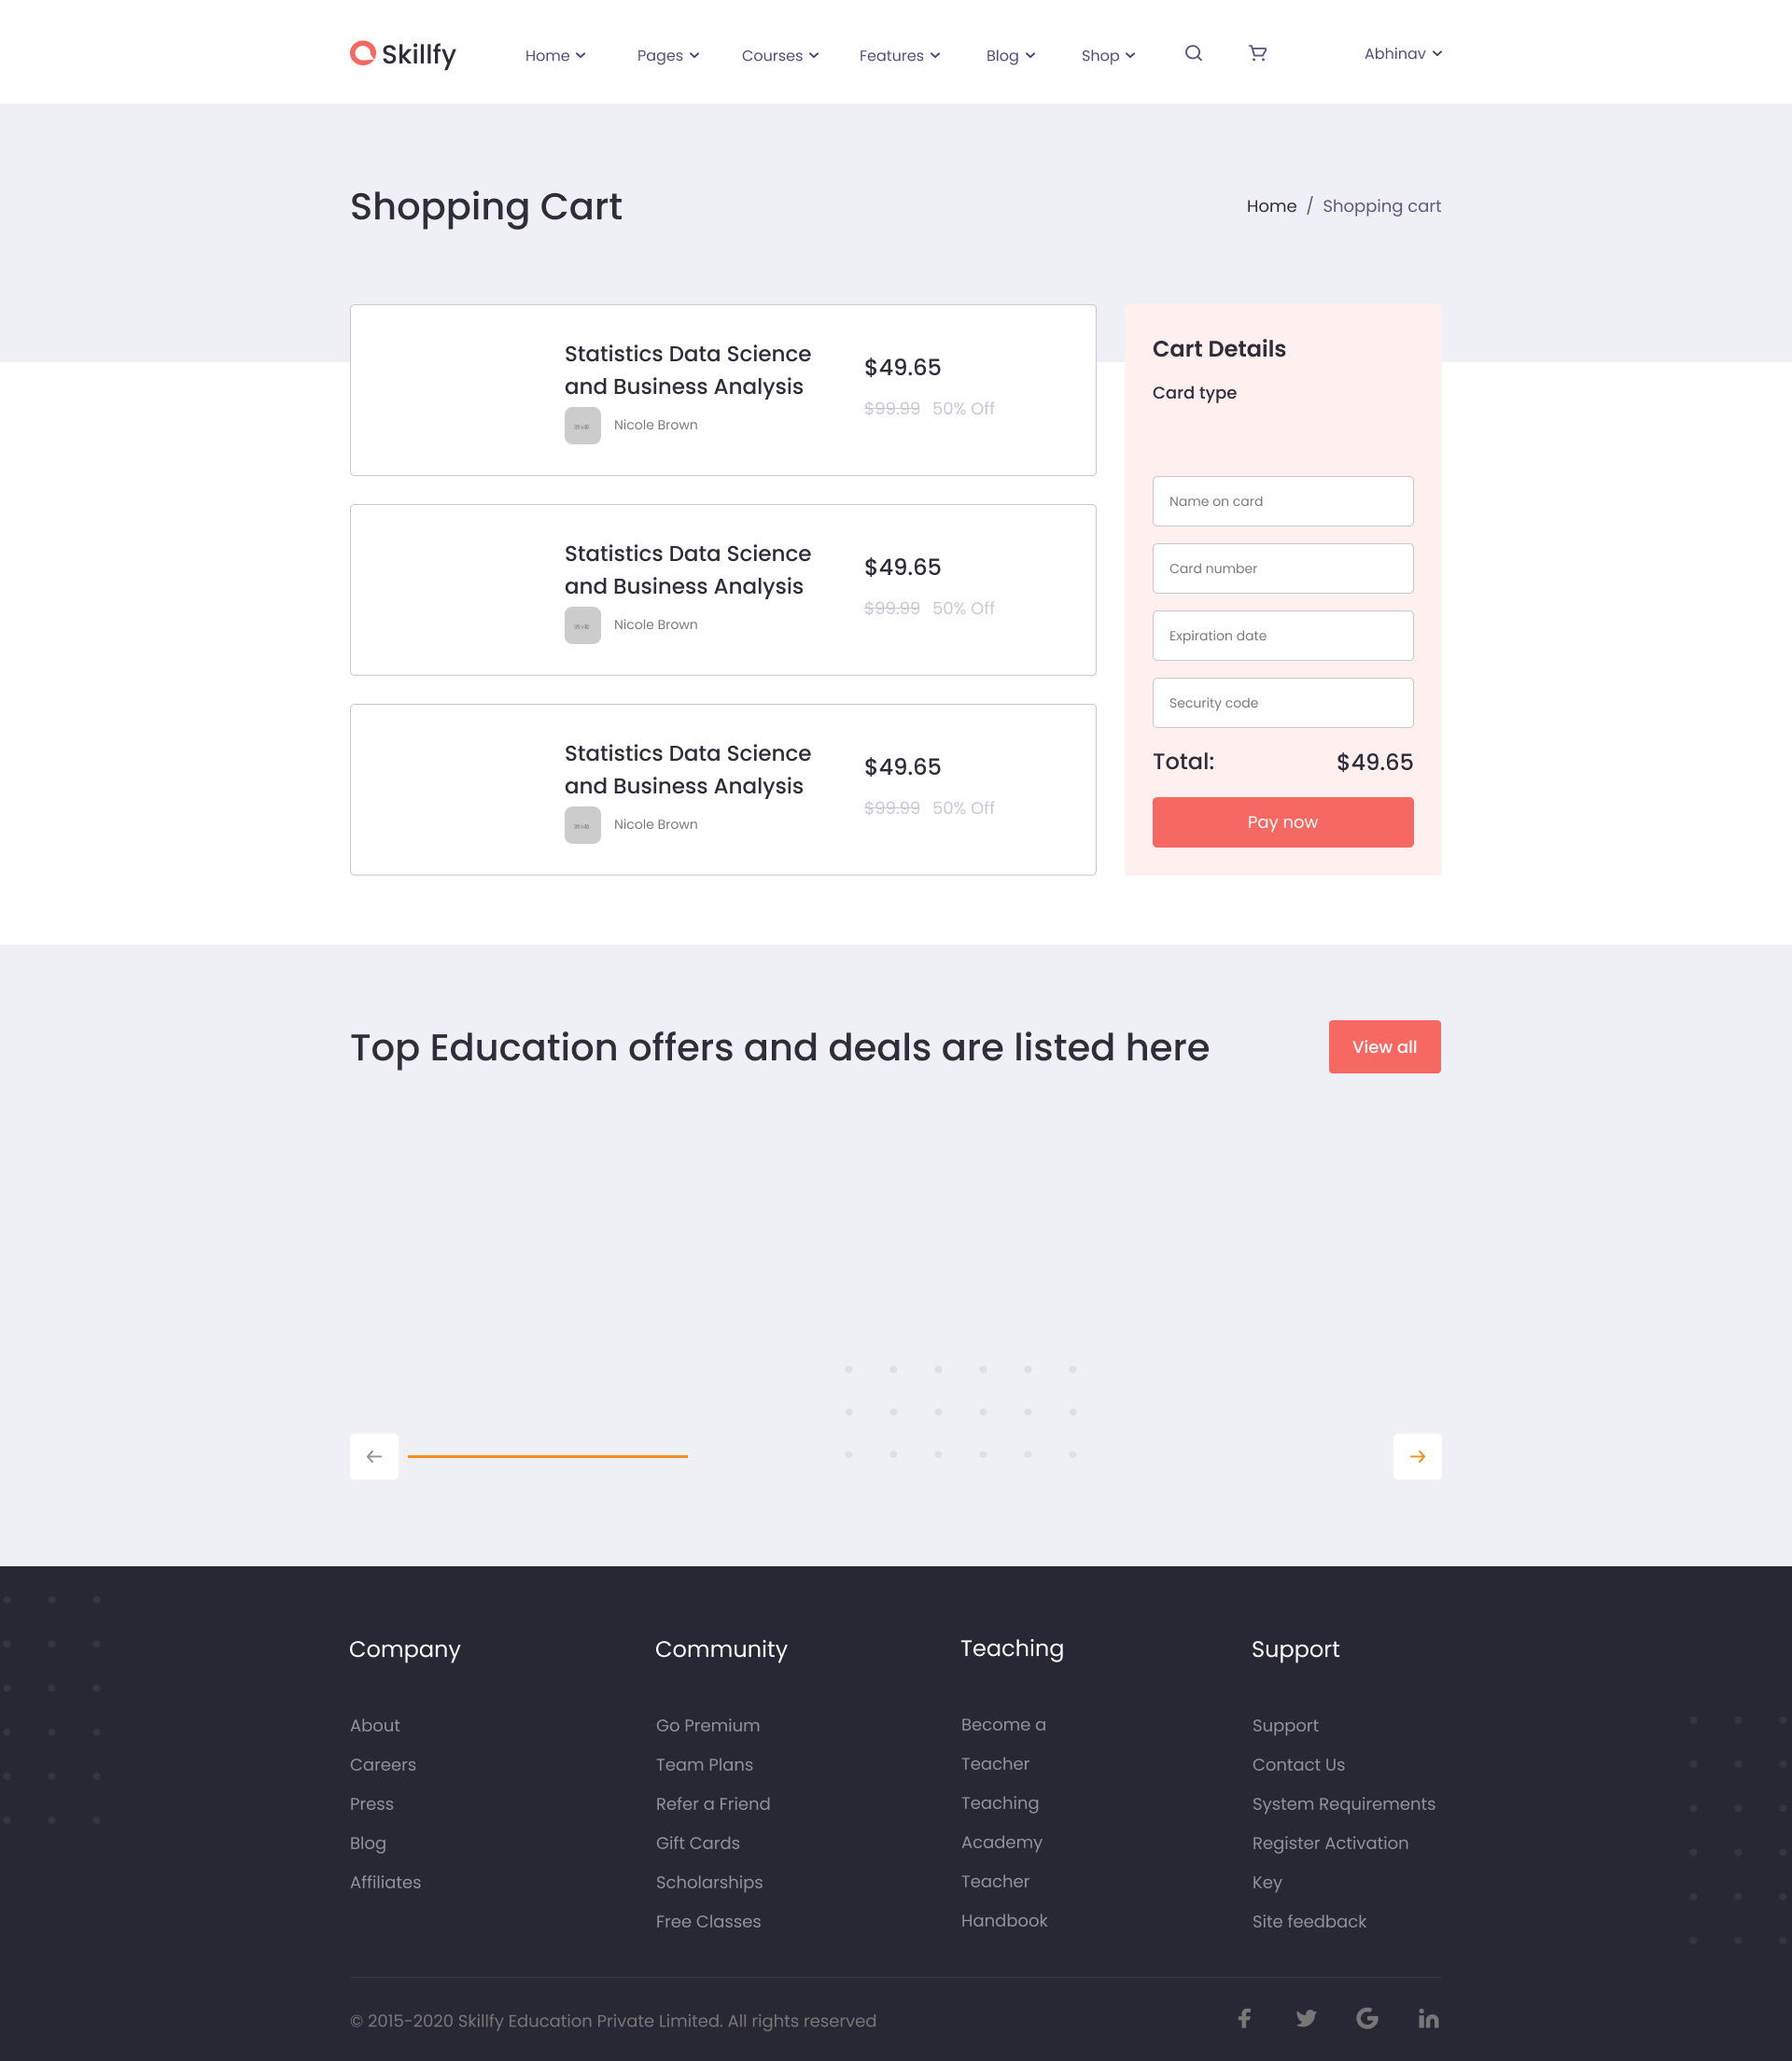 Skillfy
Home
Pages
Courses
Features
Blog
Shop
Abhinav
Shopping Cart
Home / Shopping cart
Statistics Data Science
and Business Analysis
Nicole Brown
$49.65
$99.99 50% Off
Statistics Data Science
and Business Analysis
Nicole Brown
$49.65
$99.99 50% Off
Statistics Data Science
and Business Analysis
Nicole Brown
$49.65
$99.99 50% Off
Cart Details
Card type
Name on card
Card number
Expiration date
Security code
Total: $49.65
Pay now
Top Education offers and deals are listed here
View all
Company
About
Careers
Press
Blog
Affiliates
Community
Go Premium
Team Plans
Refer a Friend
Gift Cards
Scholarships
Free Classes
Teaching
Become a
Teacher
Teaching
Academy
Teacher
Handbook
Support
Support
Contact Us
System Requirements
Register Activation
Key
Site feedback
© 2015-2020 Skillfy Education Private Limited. All rights reserved